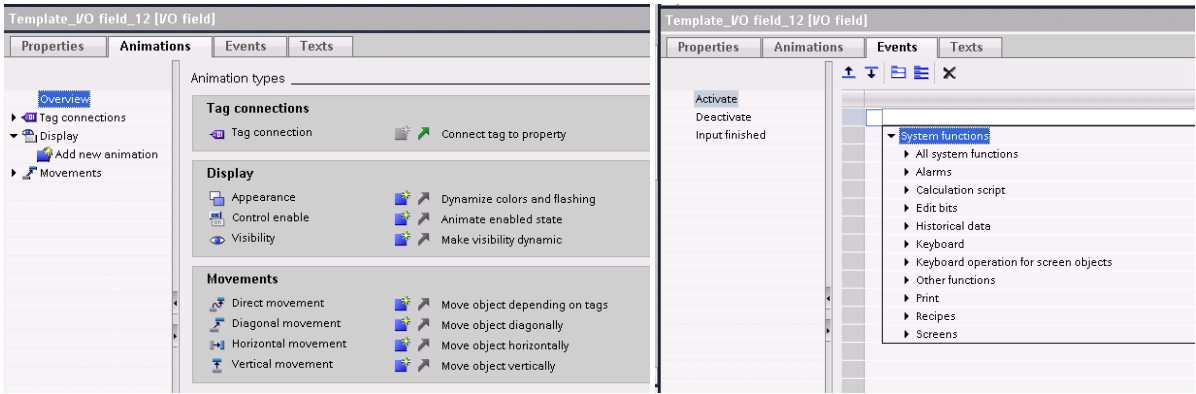 Template_I/O field_12 [I/O field]
Properties Animations Events Texts
Overview
Tag connections
Display
Add new animation
Movements
Animation types
Tag connections
Tag connection Connect tag to property
Display
Appearance Dynamize colors and flashing
Control enable Animate enabled state
Visibility Make visibility dynamic
Movements
Direct movement Move object depending on tags
Diagonal movement Move object diagonally
Horizontal movement Move object horizontally
Vertical movement Move object vertically
Template_I/O field_12 [I/O field]
Properties Animations Events Texts
Activate
Deactivate
Input finished
System functions
All system functions
Alarms
Calculation script
Edit bits
Historical data
Keyboard
Keyboard operation for screen objects
Other functions
Print
Recipes
Screens